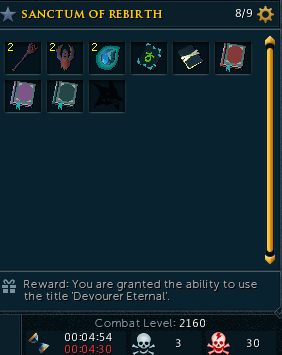 SANCTUM OF REBIRTH 8/9
2 2 2
Reward: You are granted the ability to use
the title 'Devourer Eternal'.
Combat Level: 2160
00:04:54 3 30
00:04:30